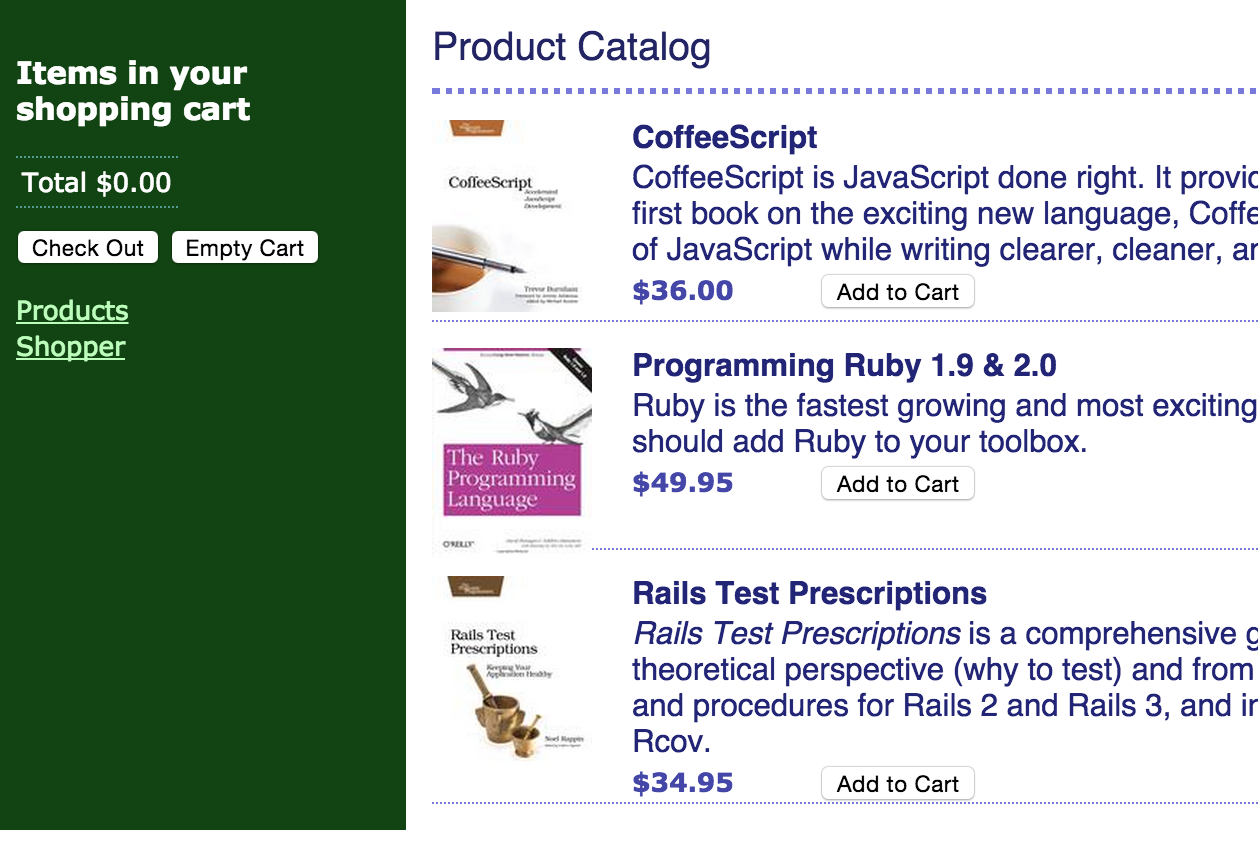 Items in your
shopping cart
Total $0.00
Check Out Empty Cart
Products
Shopper
Product Catalog
CoffeeScript
Accelerated
JavaScript
Development
Trevor Burnham
CoffeeScript
CoffeeScript is JavaScript done right. It provid
first book on the exciting new language, Coffe
of JavaScript while writing clearer, cleaner, an
$36.00 Add to Cart
The Ruby
Programming
Language
O'REILLY
Programming Ruby 1.9 & 2.0
Ruby is the fastest growing and most exciting
should add Ruby to your toolbox.
$49.95 Add to Cart
Rails Test
Prescriptions
Keeping Your
Application Healthy
Noel Rappin
Rails Test Prescriptions
Rails Test Prescriptions is a comprehensive g
theoretical perspective (why to test) and from
and procedures for Rails 2 and Rails 3, and in
Rcov.
$34.95 Add to Cart